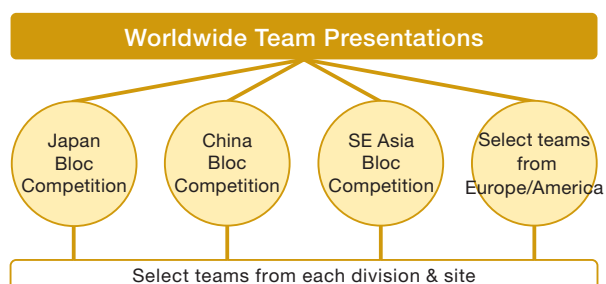 Worldwide Team Presentations
Japan
Bloc
Competition
China
Bloc
Competition
SE Asia
Bloc
Competition
Select teams
from
Europe/America
Select teams from each division & site